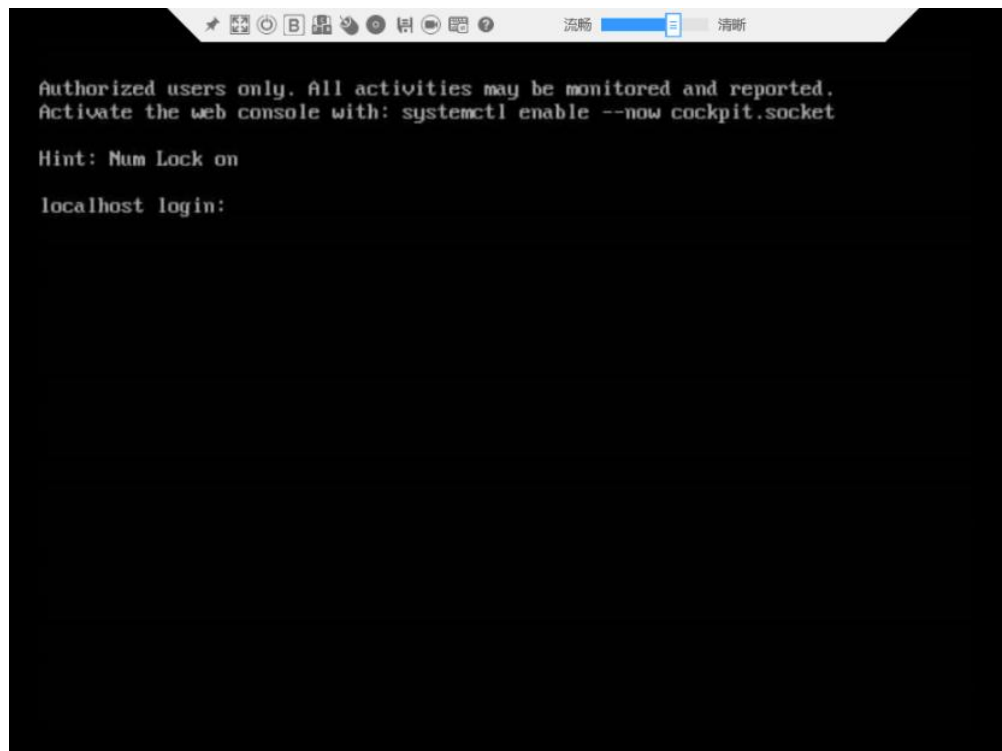 B
流畅 清晰
Authorized users only. All activities may be monitored and reported.
Activate the web console with: systemctl enable --now cockpit.socket
Hint: Num Lock on
localhost login: